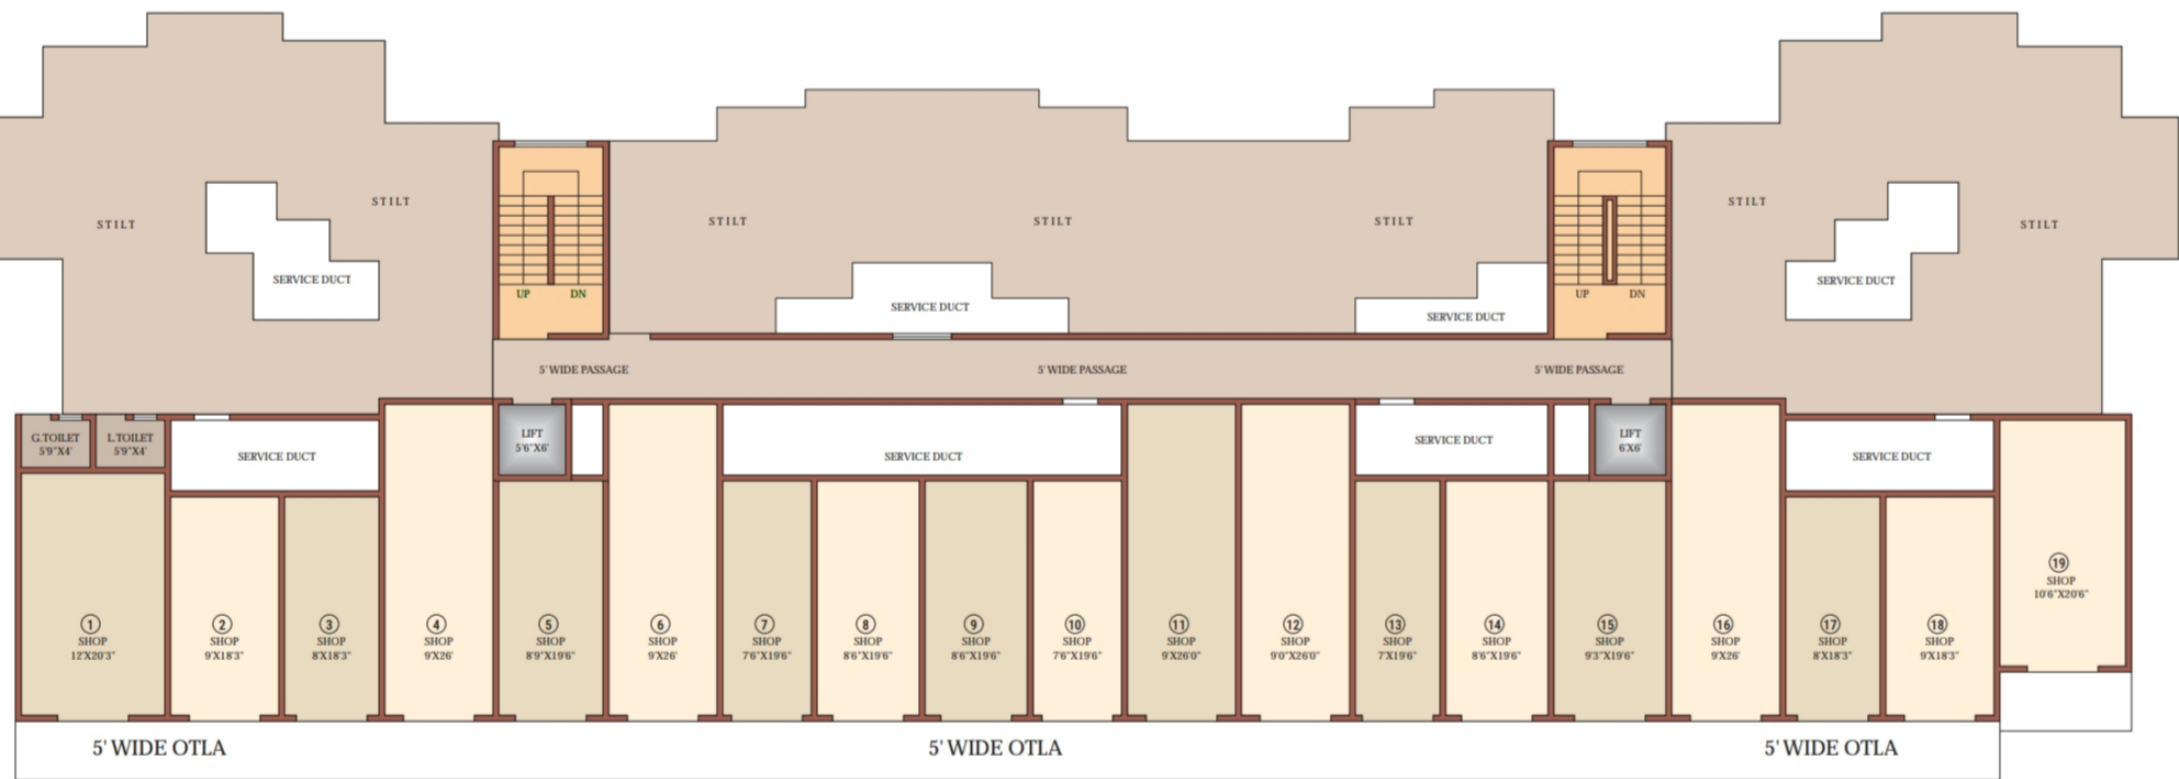 STILT
STILT
STILT
STILT
STILT
STILT
STILT
SERVICE DUCT
SERVICE DUCT
SERVICE DUCT
SERVICE DUCT
UP DN
UP DN
5' WIDE PASSAGE
5' WIDE PASSAGE
5' WIDE PASSAGE
G.TOILET
5'9"X4'
L.TOILET
5'9"X4'
SERVICE DUCT
LIFT
5'6"X6'
SERVICE DUCT
SERVICE DUCT
LIFT
6'X6'
SERVICE DUCT
1
SHOP
12'X20'3"
2
SHOP
9'X18'3"
3
SHOP
8'X18'3"
4
SHOP
9'X26'
5
SHOP
8'9"X19'6"
6
SHOP
9'X26'
7
SHOP
7'6"X19'6"
8
SHOP
8'6"X19'6"
9
SHOP
8'6"X19'6"
10
SHOP
7'6"X19'6"
11
SHOP
9'X26'0"
12
SHOP
9'0"X26'0"
13
SHOP
7'X19'6"
14
SHOP
8'6"X19'6"
15
SHOP
9'3"X19'6"
16
SHOP
9'X26'
17
SHOP
8'X18'3"
18
SHOP
9'X18'3"
19
SHOP
10'6"X20'6"
5' WIDE OTLA
5' WIDE OTLA
5' WIDE OTLA